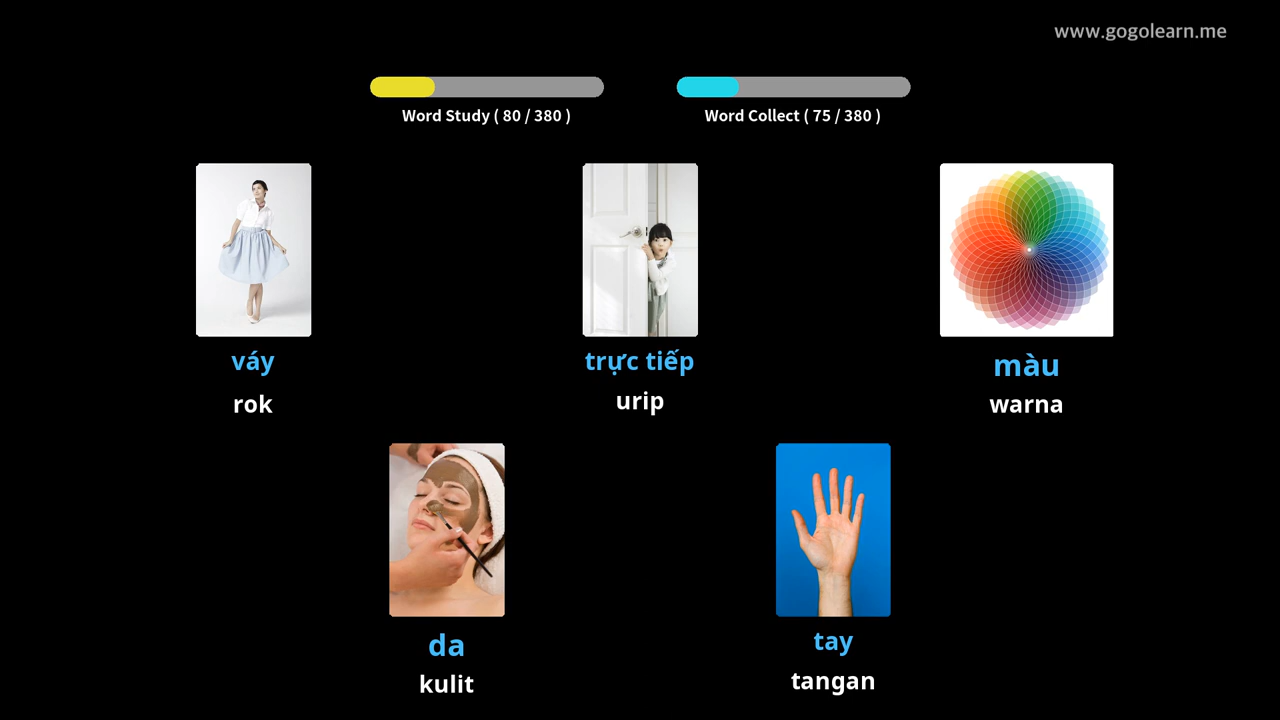 www.gogolearn.me
Word Study ( 80 / 380 )
Word Collect ( 75 / 380 )
váy
rok
trực tiếp
urip
màu
warna
da
kulit
tay
tangan